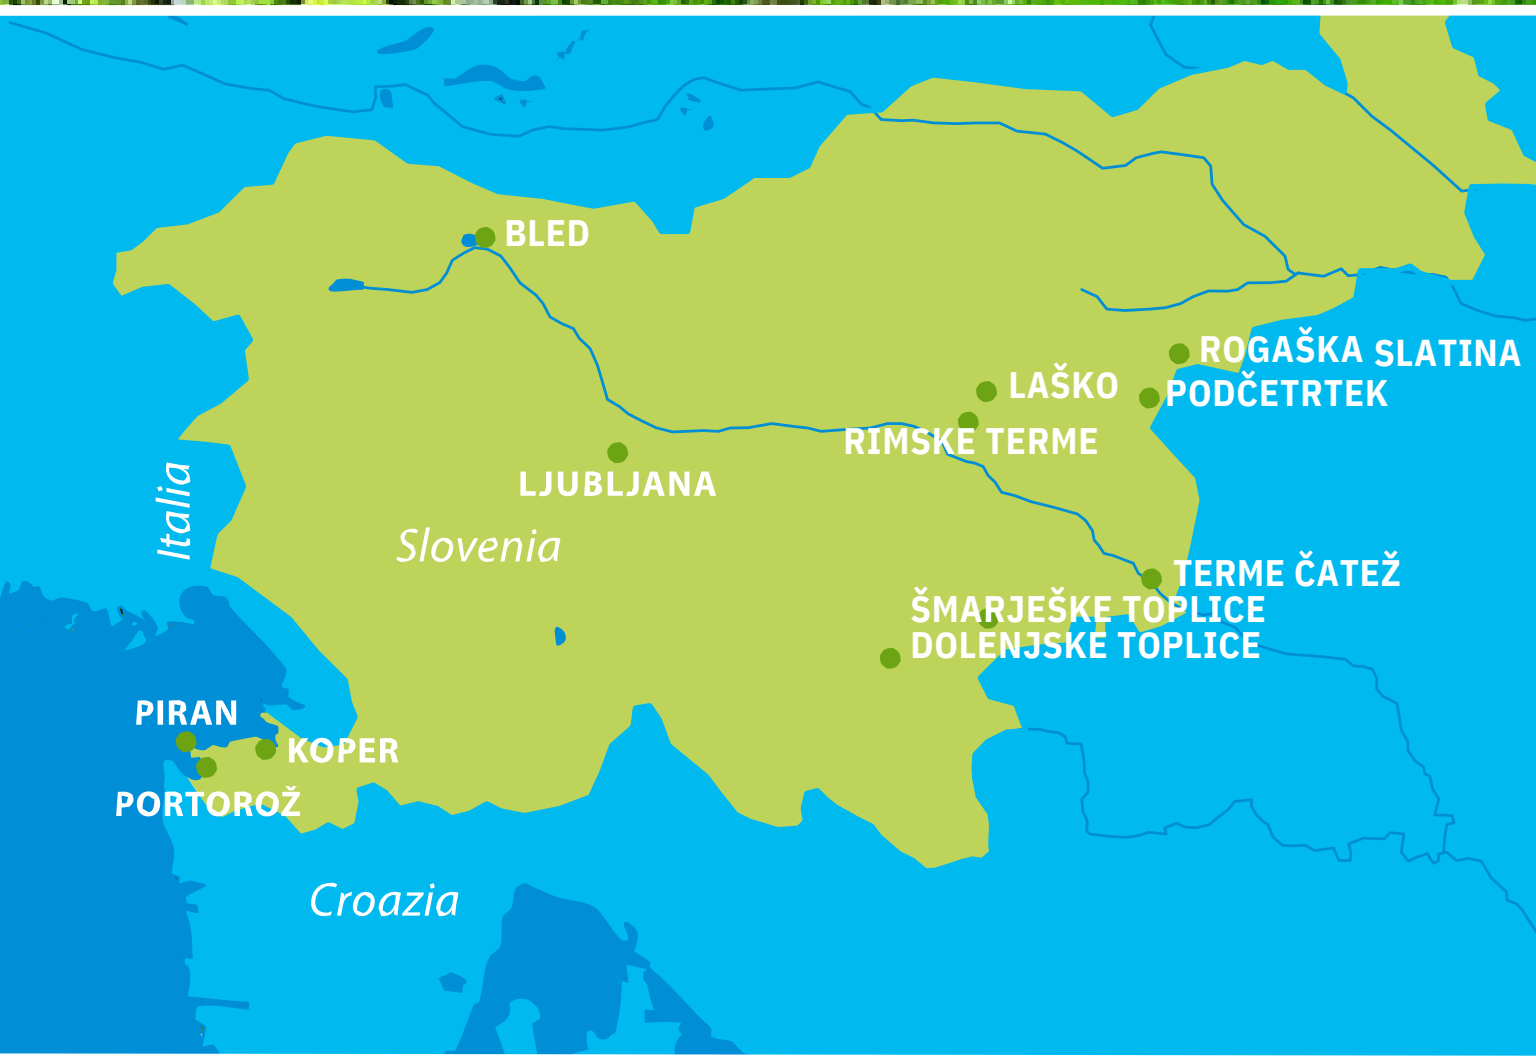 BLED
ROGAŠKA SLATINA
LAŠKO
PODČETRTEK
RIMSKE TERME
LJUBLJANA
Italia
Slovenia
TERME ČATEŽ
ŠMARJEŠKE TOPLICE
DOLENJSKE TOPLICE
PIRAN
KOPER
PORTOROŽ
Croazia